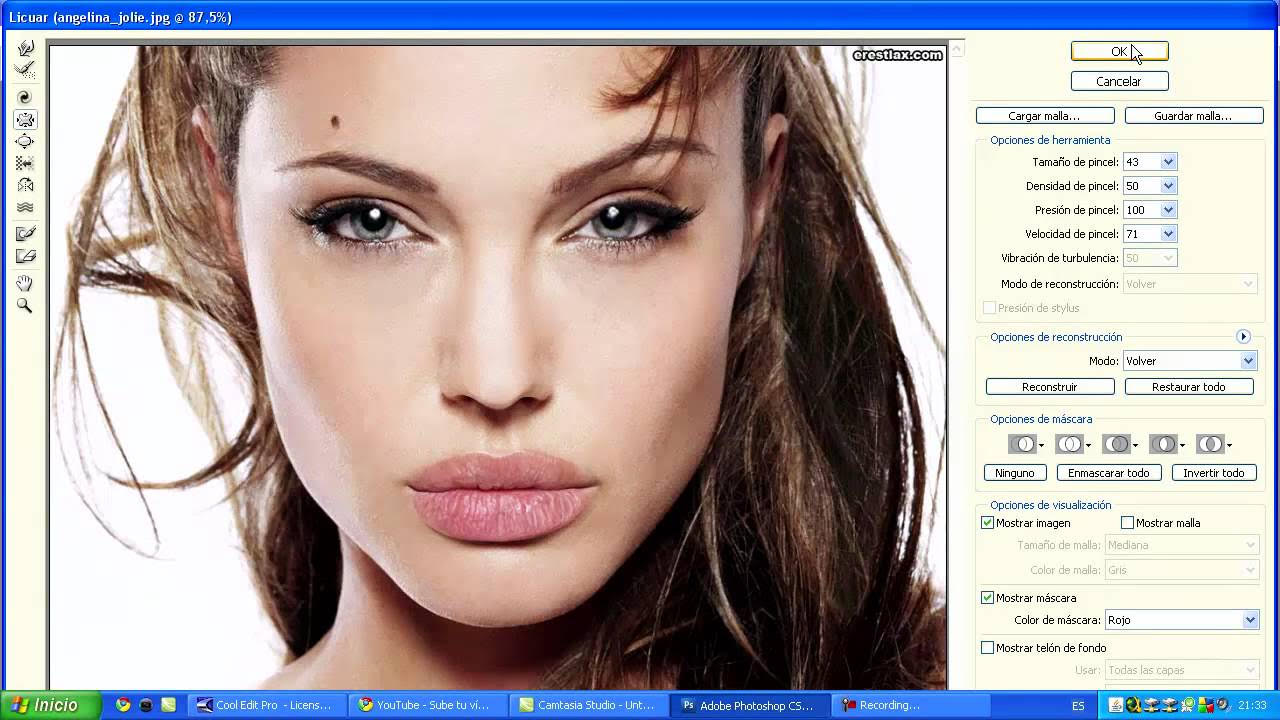 Licuar (angelina_jolie.jpg @ 87,5%)
erestlax.com
OK
Cancelar
Cargar malla... Guardar malla...
Opciones de herramienta
Tamaño de pincel: 43
Densidad de pincel: 50
Presión de pincel: 100
Velocidad de pincel: 71
Vibración de turbulencia: 50
Modo de reconstrucción: Volver
Presión de stylus
Opciones de reconstrucción
Modo: Volver
Reconstruir Restaurar todo
Opciones de máscara
Ninguno Enmascarar todo Invertir todo
Opciones de visualización
Mostrar imagen Mostrar malla
Tamaño de malla: Mediana
Color de malla: Gris
Mostrar máscara
Color de máscara: Rojo
Mostrar telón de fondo
Usar: Todas las capas
Inicio Cool Edit Pro - Licens... YouTube - Sube tu ví... Camtasia Studio - Unt... Adobe Photoshop CS... Recording... ES 21:33